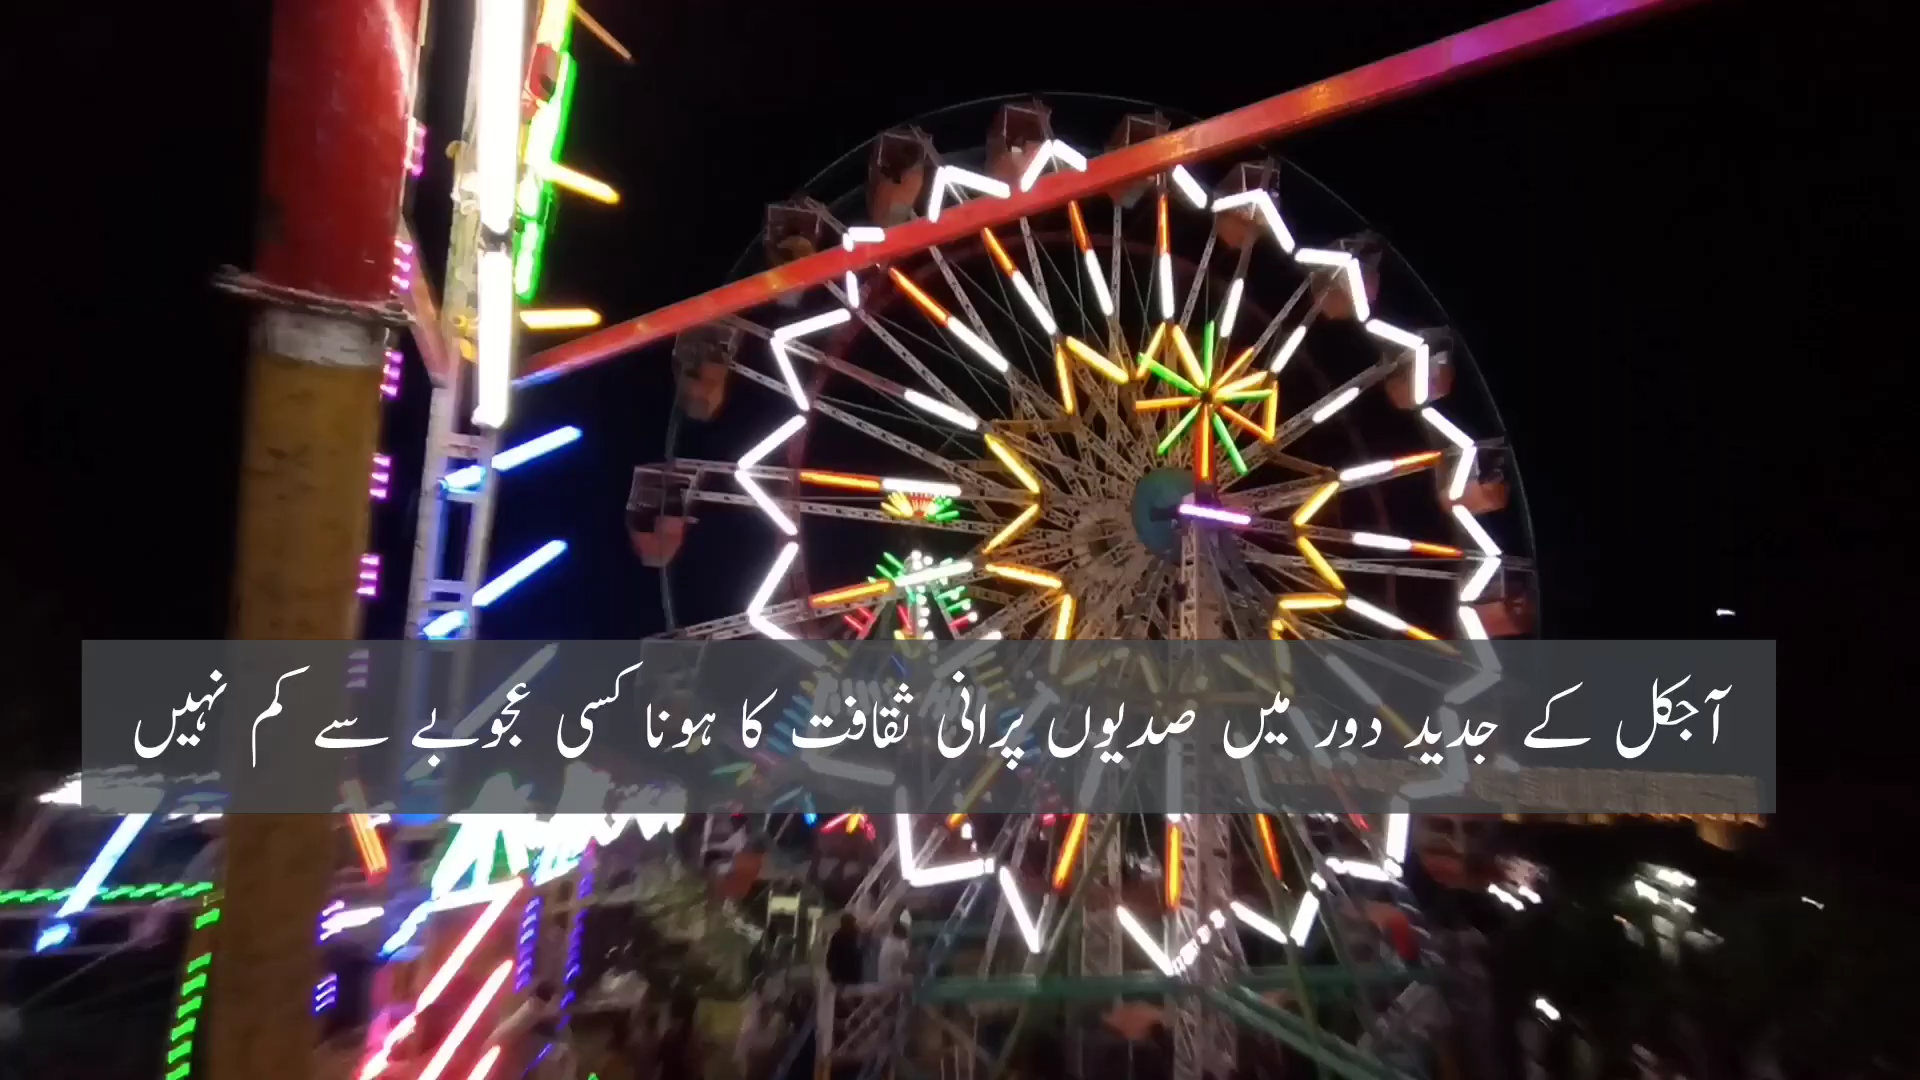 آجکل کے جدید دور میں صدیوں پرانی ثقافت کا ہونا کسی عجوبے سے کم نہیں